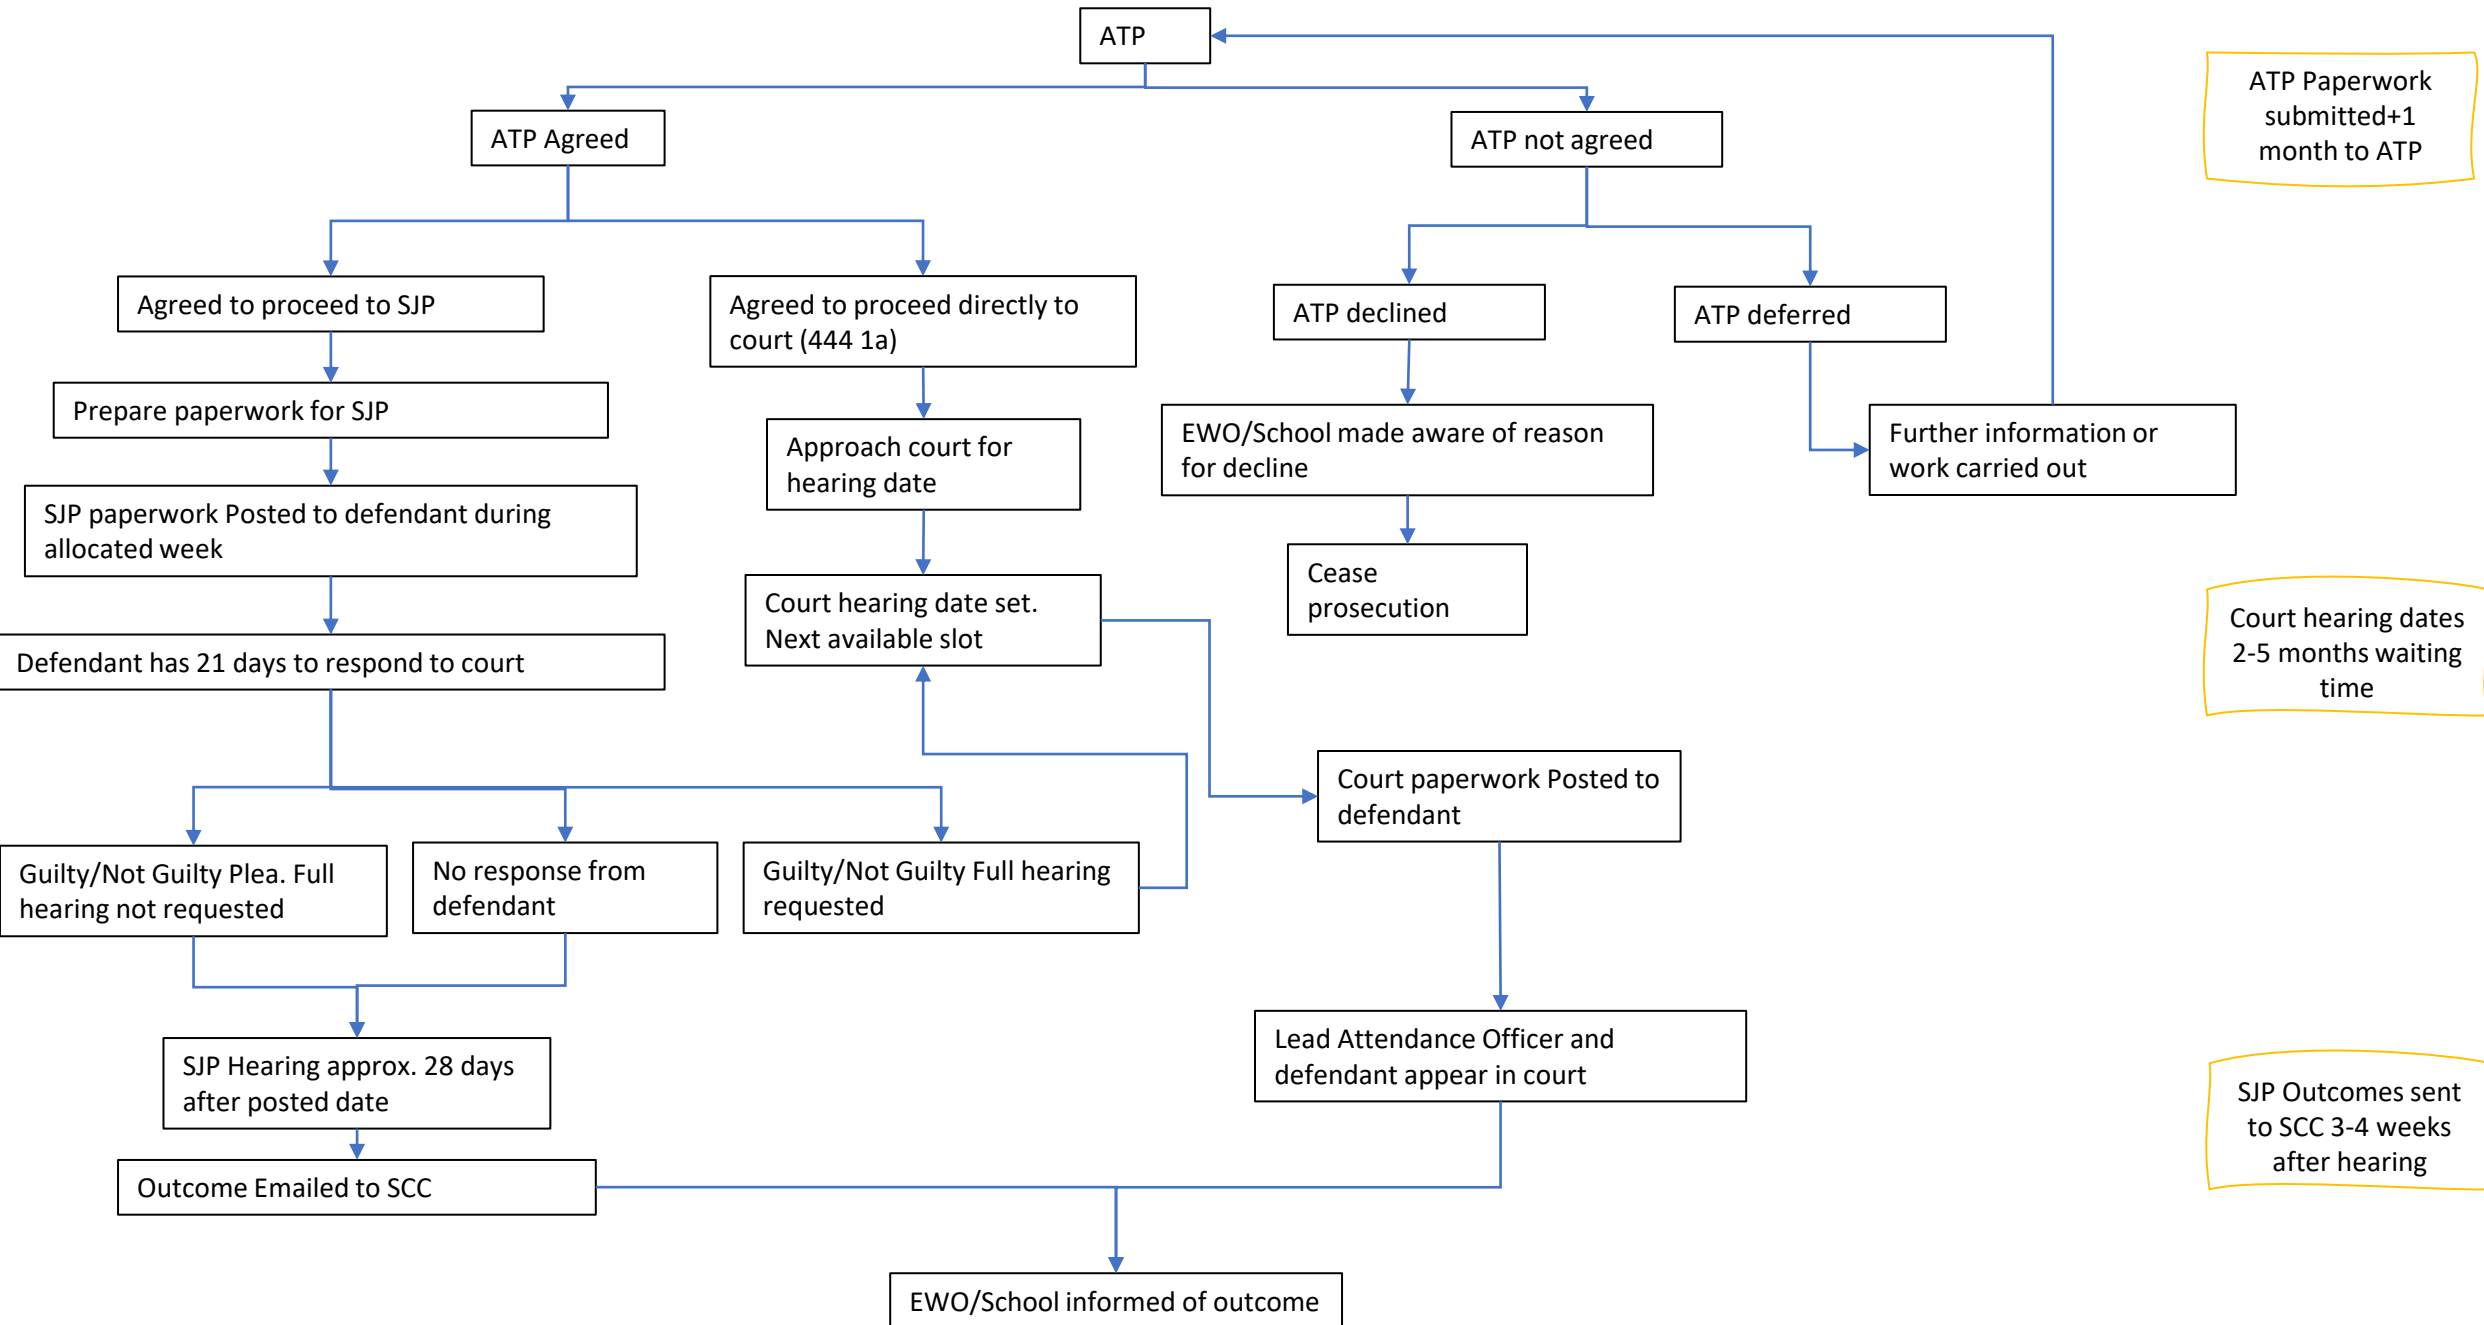 ATP
ATP Paperwork
submitted+1
month to ATP
ATP Agreed
ATP not agreed
Agreed to proceed to SJP
Agreed to proceed directly to
court (444 1a)
ATP declined
ATP deferred
Prepare paperwork for SJP
Approach court for
hearing date
EWO/School made aware of reason
for decline
Further information or
work carried out
SJP paperwork Posted to defendant during
allocated week
Court hearing date set.
Next available slot
Cease
prosecution
Court hearing dates
2-5 months waiting
time
Defendant has 21 days to respond to court
Court paperwork Posted to
defendant
Guilty/Not Guilty Plea. Full
hearing not requested
No response from
defendant
Guilty/Not Guilty Full hearing
requested
SJP Hearing approx. 28 days
after posted date
Lead Attendance Officer and
defendant appear in court
SJP Outcomes sent
to SCC 3-4 weeks
after hearing
Outcome Emailed to SCC
EWO/School informed of outcome